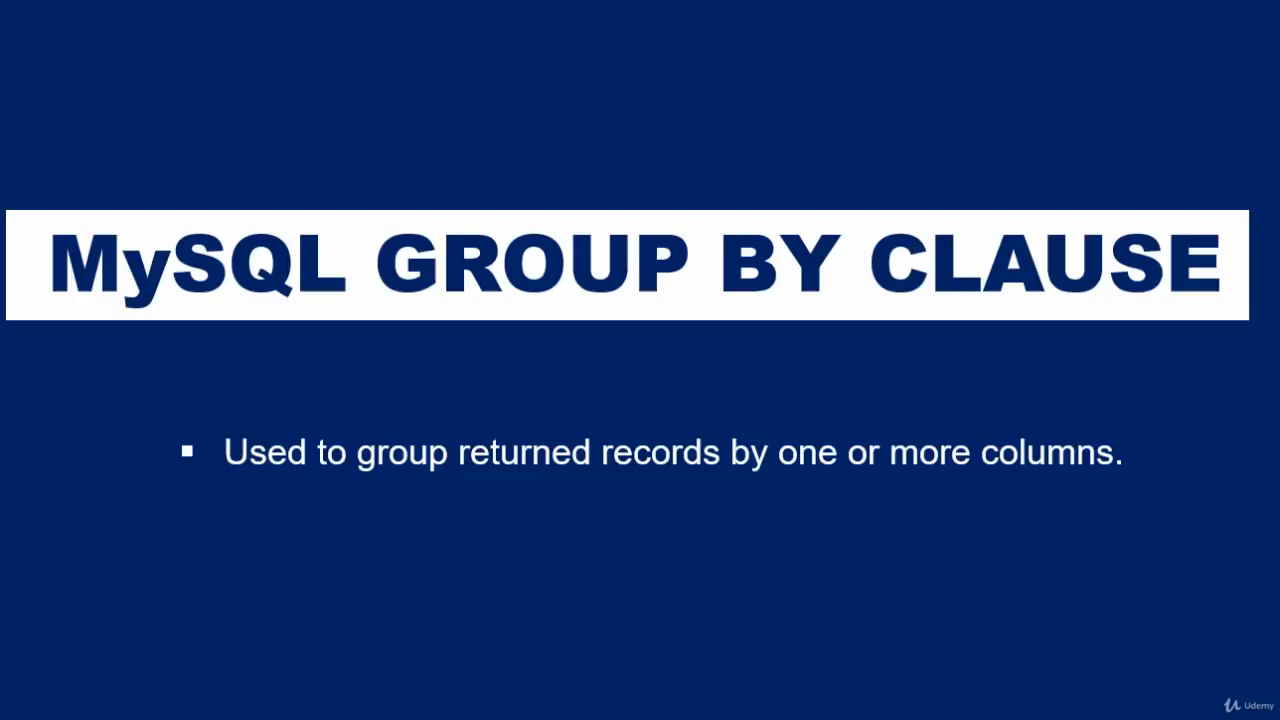 MySQL GROUP BY CLAUSE
▪ Used to group returned records by one or more columns.
Udemy